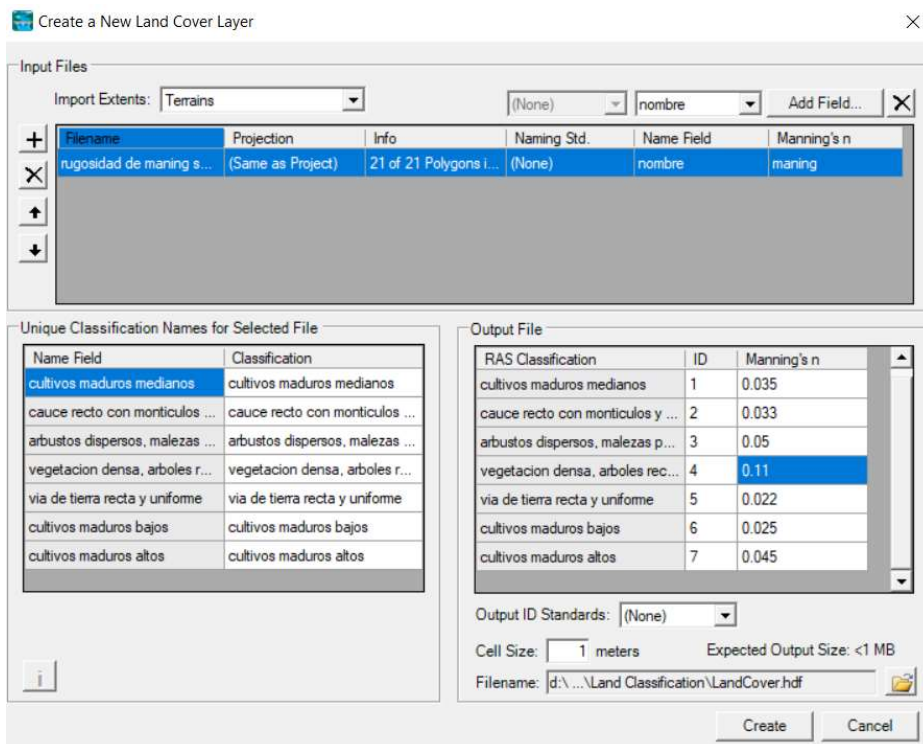 Create a New Land Cover Layer
Input Files
Import Extents: Terrains (None) nombre Add Field...
Filename Projection Info Naming Std. Name Field Manning's n
rugosidad de maning s... (Same as Project) 21 of 21 Polygons i... (None) nombre maning
Unique Classification Names for Selected File
Name Field Classification
cultivos maduros medianos cultivos maduros medianos
cauce recto con monticulos ... cauce recto con monticulos ...
arbustos dispersos, malezas ... arbustos dispersos, malezas ...
vegetacion densa, arboles r... vegetacion densa, arboles r...
via de tierra recta y uniforme via de tierra recta y uniforme
cultivos maduros bajos cultivos maduros bajos
cultivos maduros altos cultivos maduros altos
i
Output File
RAS Classification ID Manning's n
cultivos maduros medianos 1 0.035
cauce recto con monticulos y ... 2 0.033
arbustos dispersos, malezas p... 3 0.05
vegetacion densa, arboles rec... 4 0.11
via de tierra recta y uniforme 5 0.022
cultivos maduros bajos 6 0.025
cultivos maduros altos 7 0.045
Output ID Standards: (None)
Cell Size: 1 meters Expected Output Size: <1 MB
Filename: d:\ ...\Land Classification\LandCover.hdf
Create Cancel